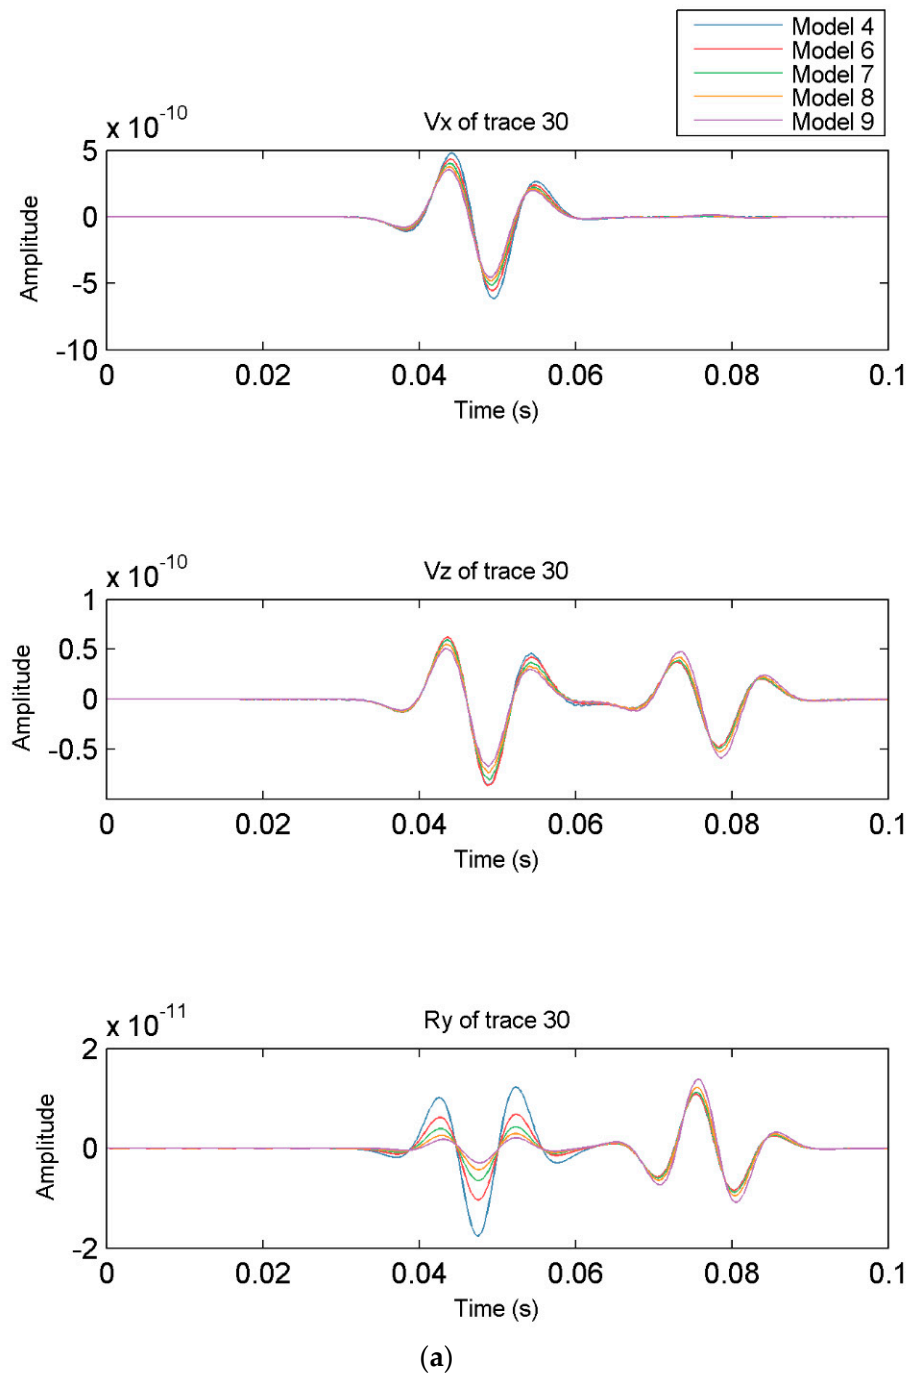 Model 4
Model 6
Model 7
Model 8
Model 9
x 10^-10
Vx of trace 30
5
0
-5
-10
Amplitude
0 0.02 0.04 0.06 0.08 0.1
Time (s)
x 10^-10
Vz of trace 30
1
0.5
0
-0.5
Amplitude
0 0.02 0.04 0.06 0.08 0.1
Time (s)
x 10^-11
Ry of trace 30
2
0
-2
Amplitude
0 0.02 0.04 0.06 0.08 0.1
Time (s)
(a)